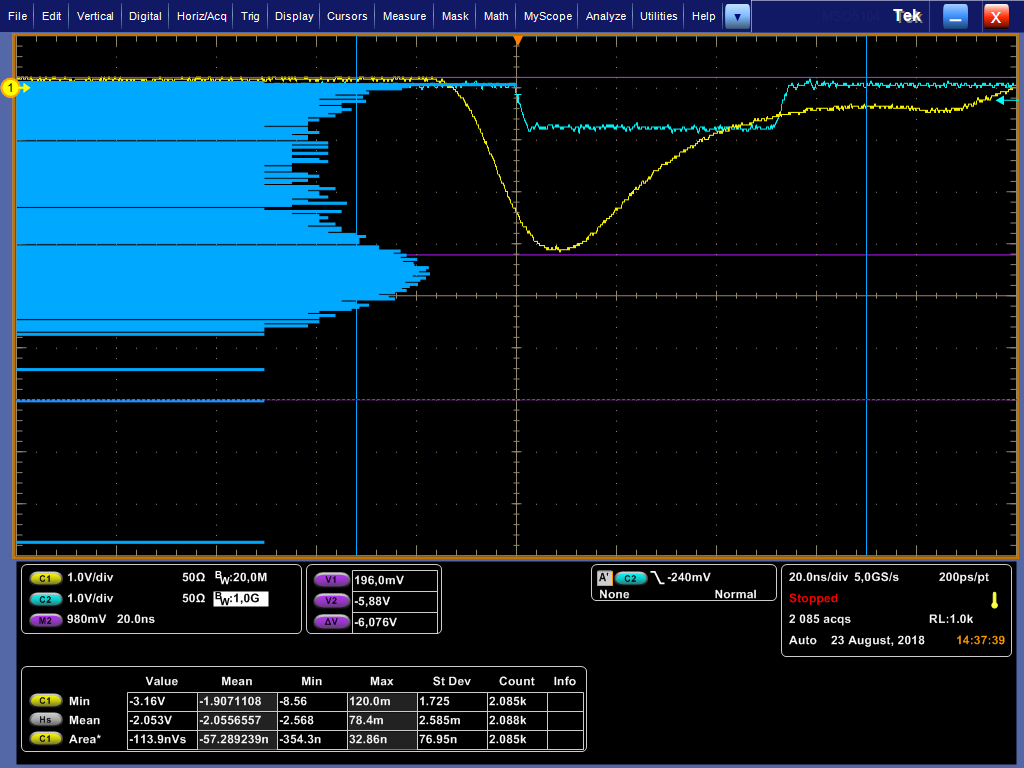 File Edit Vertical Digital Horiz/Acq Trig Display Cursors Measure Mask Math MyScope Analyze Utilities Help Tek X
1
C1 1.0V/div 50Ω BW:20,0M
C2 1.0V/div 50Ω BW:1,0G
M2 980mV 20.0ns
V1 196,0mV
V2 -5,88V
ΔV -6,076V
A' C2 -240mV
None Normal
20.0ns/div 5,0GS/s 200ps/pt
Stopped
2 085 acqs RL:1.0k
Auto 23 August, 2018 14:37:39
Value Mean Min Max St Dev Count Info
C1 Min -3.16V -1.9071108 -8.56 120.0m 1.725 2.085k
Hs Mean -2.053V -2.0556557 -2.568 78.4m 2.585m 2.088k
C1 Area* -113.9nVs -57.289239n -354.3n 32.86n 76.95n 2.085k